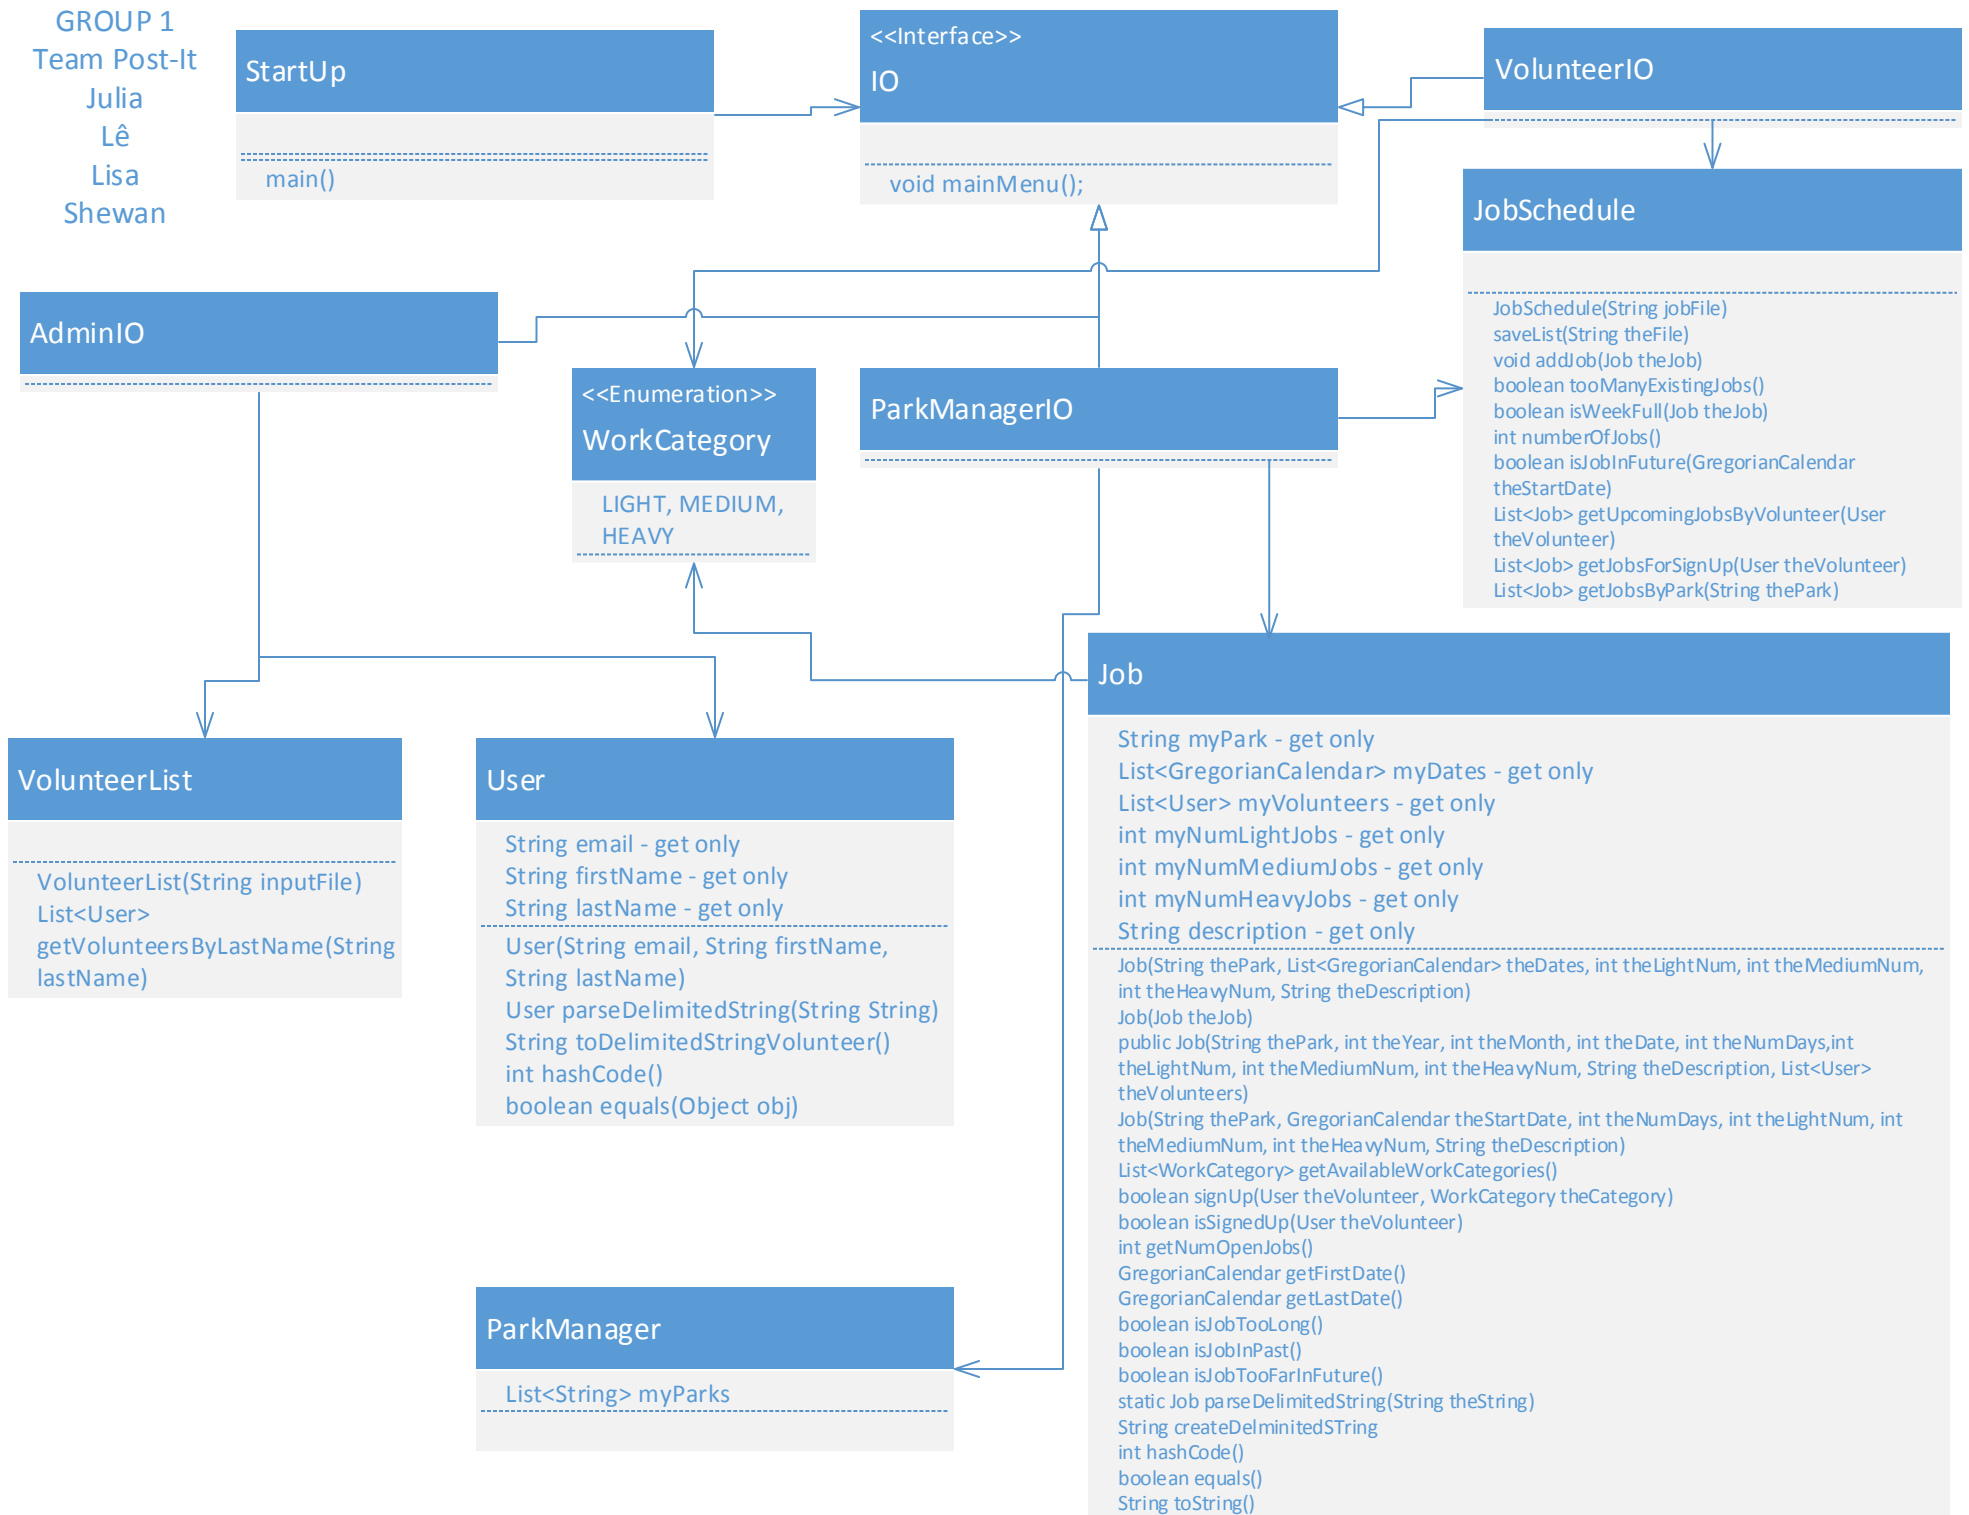 GROUP 1
Team Post-It
Julia
Lê
Lisa
Shewan
StartUp
main()
<<Interface>>
IO
void mainMenu();
VolunteerIO
JobSchedule
JobSchedule(String jobFile)
saveList(String theFile)
void addJob(Job theJob)
boolean tooManyExistingJobs()
boolean isWeekFull(Job theJob)
int numberOfJobs()
boolean isJobInFuture(GregorianCalendar
theStartDate)
List<Job> getUpcomingJobsByVolunteer(User
theVolunteer)
List<Job> getJobsForSignUp(User theVolunteer)
List<Job> getJobsByPark(String thePark)
AdminIO
<<Enumeration>>
WorkCategory
LIGHT, MEDIUM,
HEAVY
ParkManagerIO
VolunteerList
VolunteerList(String inputFile)
List<User>
getVolunteersByLastName(String
lastName)
User
String email - get only
String firstName - get only
String lastName - get only
User(String email, String firstName,
String lastName)
User parseDelimitedString(String String)
String toDelimitedStringVolunteer()
int hashCode()
boolean equals(Object obj)
Job
String myPark - get only
List<GregorianCalendar> myDates - get only
List<User> myVolunteers - get only
int myNumLightJobs - get only
int myNumMediumJobs - get only
int myNumHeavyJobs - get only
String description - get only
Job(String thePark, List<GregorianCalendar> theDates, int theLightNum, int theMediumNum,
int theHeavyNum, String theDescription)
Job(Job theJob)
public Job(String thePark, int theYear, int theMonth, int theDate, int theNumDays,int
theLightNum, int theMediumNum, int theHeavyNum, String theDescription, List<User>
theVolunteers)
Job(String thePark, GregorianCalendar theStartDate, int theNumDays, int theLightNum, int
theMediumNum, int theHeavyNum, String theDescription)
List<WorkCategory> getAvailableWorkCategories()
boolean signUp(User theVolunteer, WorkCategory theCategory)
boolean isSignedUp(User theVolunteer)
int getNumOpenJobs()
GregorianCalendar getFirstDate()
GregorianCalendar getLastDate()
boolean isJobTooLong()
boolean isJobInPast()
boolean isJobTooFarInFuture()
static Job parseDelimitedString(String theString)
String createDelminitedSTring
int hashCode()
boolean equals()
String toString()
ParkManager
List<String> myParks